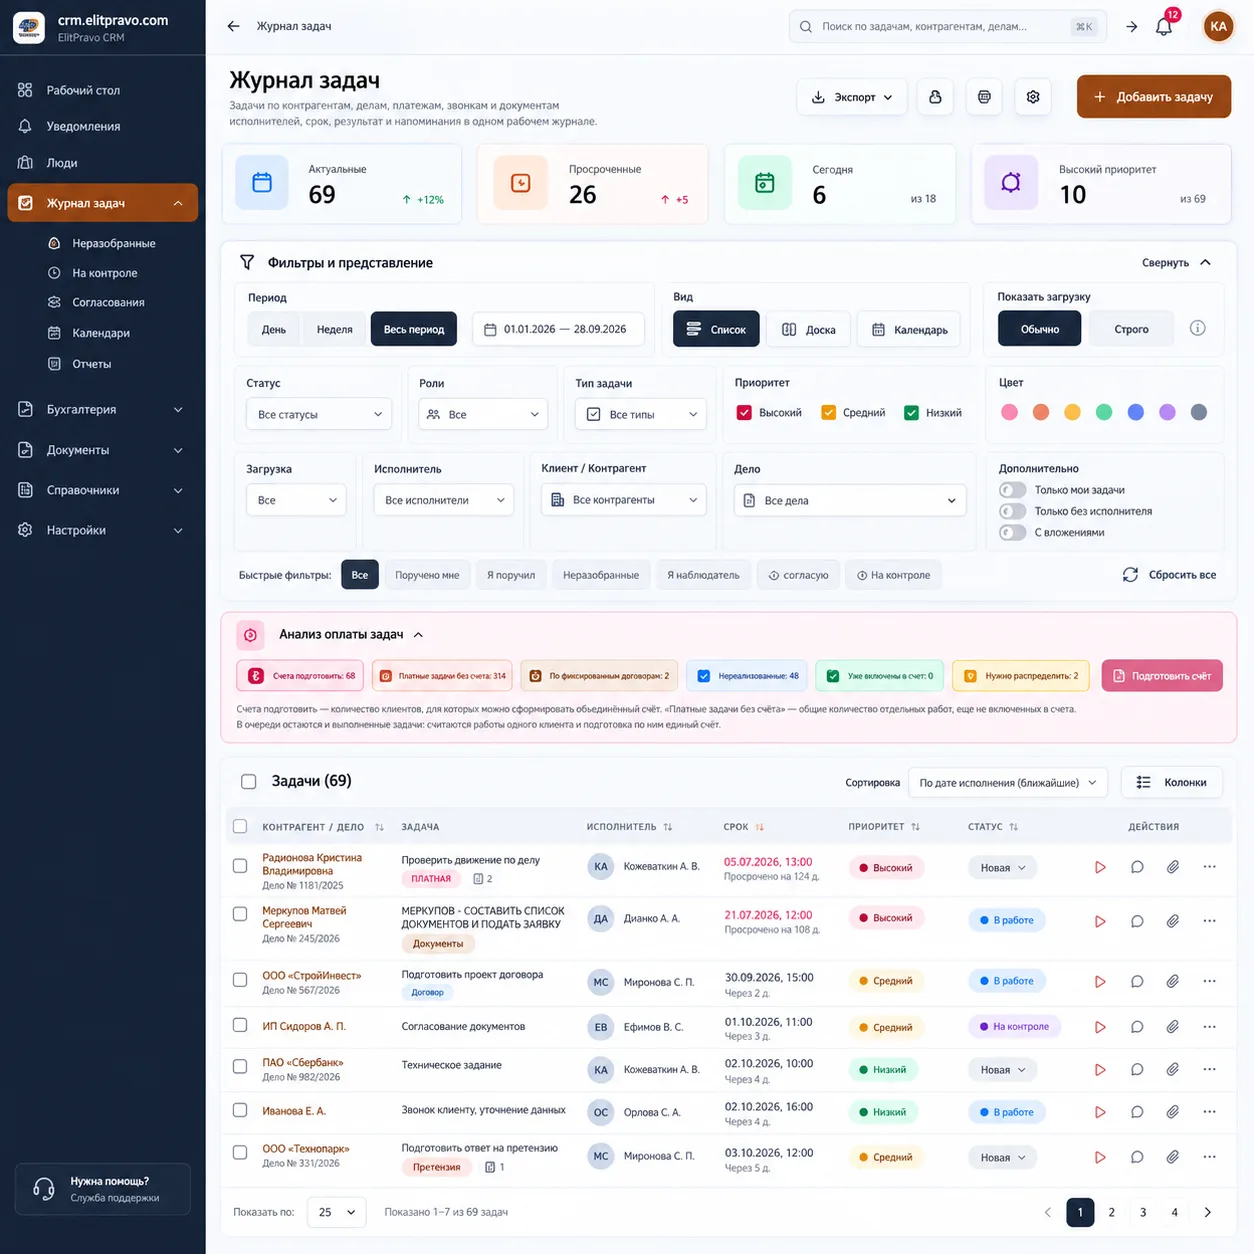 crm.elitpravo.com
ElitPravo CRM
Рабочий стол
Уведомления
Люди
Журнал задач
Неразобранные
На контроле
Согласования
Календари
Отчеты
Бухгалтерия
Документы
Справочники
Настройки
Нужна помощь?
Служба поддержки
Журнал задач
Поиск по задачам, контрагентам, делам...
⌘K
12
КА
Журнал задач
Задачи по контрагентам, делам, платежам, звонкам и документам
исполнителей, срок, результат и напоминания в одном рабочем журнале.
Экспорт
+ Добавить задачу
Актуальные
69
↑ +12%
Просроченные
26
↑ +5
Сегодня
6
из 18
Высокий приоритет
10
из 69
Фильтры и представление
Свернуть
Период
День
Неделя
Весь период
01.01.2026 — 28.09.2026
Вид
Список
Доска
Календарь
Показать загрузку
Обычно
Строго
Статус
Все статусы
Роли
Все
Тип задачи
Все типы
Приоритет
Высокий
Средний
Низкий
Цвет
Загрузка
Все
Исполнитель
Все исполнители
Клиент / Контрагент
Все контрагенты
Дело
Все дела
Дополнительно
Только мои задачи
Только без исполнителя
С вложениями
Быстрые фильтры:
Все
Поручено мне
Я поручил
Неразобранные
Я наблюдатель
согласую
На контроле
Сбросить все
Анализ оплаты задач
Счета подготовить: 68
Платные задачи без счета: 314
По фиксированным договорам: 2
Нереализованные: 48
Уже включены в счет: 0
Нужно распределить: 2
Подготовить счёт
Счета подготовить — количество клиентов, для которых можно сформировать объединённый счёт. «Платные задачи без счёта» — общие количество отдельных работ, еще не включенных в счета.
В очереди остаются и выполненные задачи: считаются работы одного клиента и подготовка по ним единый счёт.
Задачи (69)
Сортировка
По дате исполнения (ближайшие)
Колонки
КОНТРАГЕНТ / ДЕЛО
ЗАДАЧА
ИСПОЛНИТЕЛЬ
СРОК
ПРИОРИТЕТ
СТАТУС
ДЕЙСТВИЯ
Радионова Кристина
Владимировна
Дело № 1181/2025
Проверить движение по делу
ПЛАТНАЯ
2
КА
Кожеваткин А. В.
05.07.2026, 13:00
Просрочено на 124 д.
Высокий
Новая
Меркупов Матвей
Сергеевич
Дело № 245/2026
МЕРКУПОВ - СОСТАВИТЬ СПИСОК
ДОКУМЕНТОВ И ПОДАТЬ ЗАЯВКУ
Документы
ДА
Дианко А. А.
21.07.2026, 12:00
Просрочено на 108 д.
Высокий
В работе
ООО «СтройИнвест»
Дело № 567/2026
Подготовить проект договора
Договор
МС
Миронова С. П.
30.09.2026, 15:00
Через 2 д.
Средний
В работе
ИП Сидоров А. П.
Согласование документов
ЕВ
Ефимов В. С.
01.10.2026, 11:00
Через 3 д.
Средний
На контроле
ПАО «Сбербанк»
Дело № 982/2026
Техническое задание
КА
Кожеваткин А. В.
02.10.2026, 10:00
Через 4 д.
Низкий
Новая
Иванова Е. А.
Звонок клиенту, уточнение данных
ОС
Орлова С. А.
02.10.2026, 16:00
Через 4 д.
Низкий
В работе
ООО «Технопарк»
Дело № 331/2026
Подготовить ответ на претензию
Претензия
1
МС
Миронова С. П.
03.10.2026, 12:00
Через 5 д.
Средний
Новая
Показать по:
25
Показано 1–7 из 69 задач
1
2
3
4